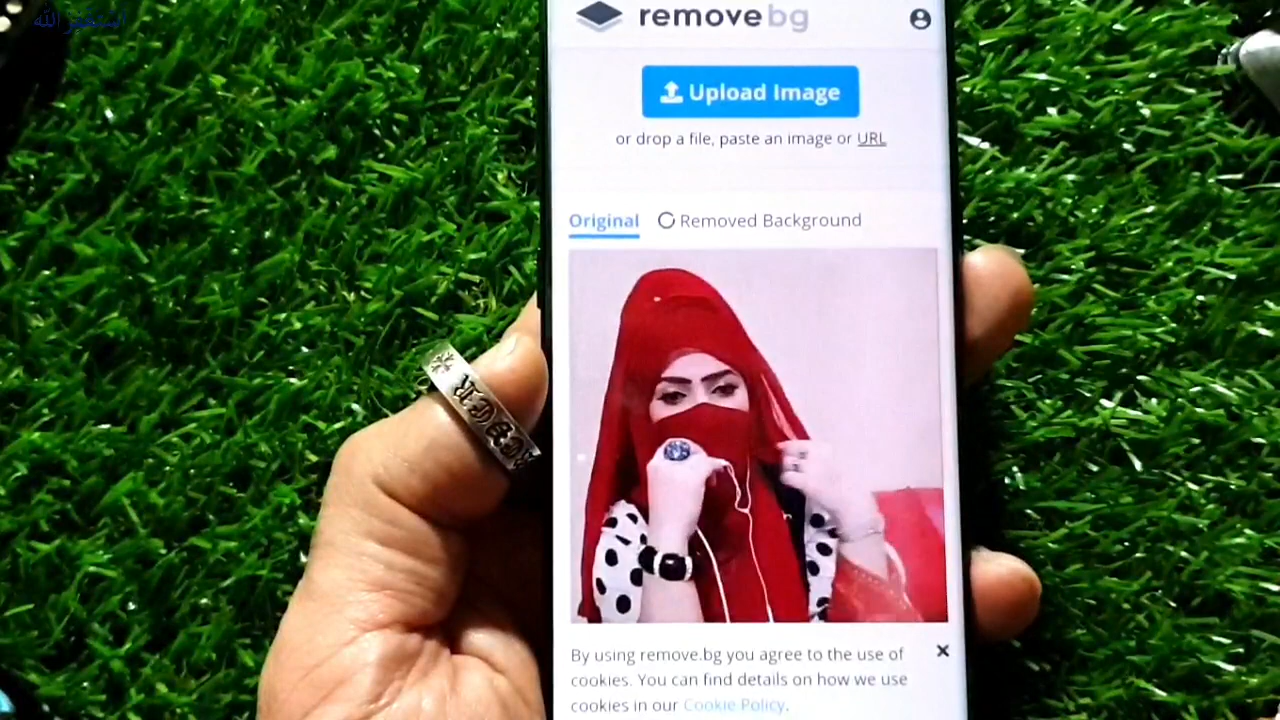 استغفر الله
remove bg
Upload Image
or drop a file, paste an image or URL
Original Removed Background
By using remove.bg you agree to the use of
cookies. You can find details on how we use
cookies in our Cookie Policy.